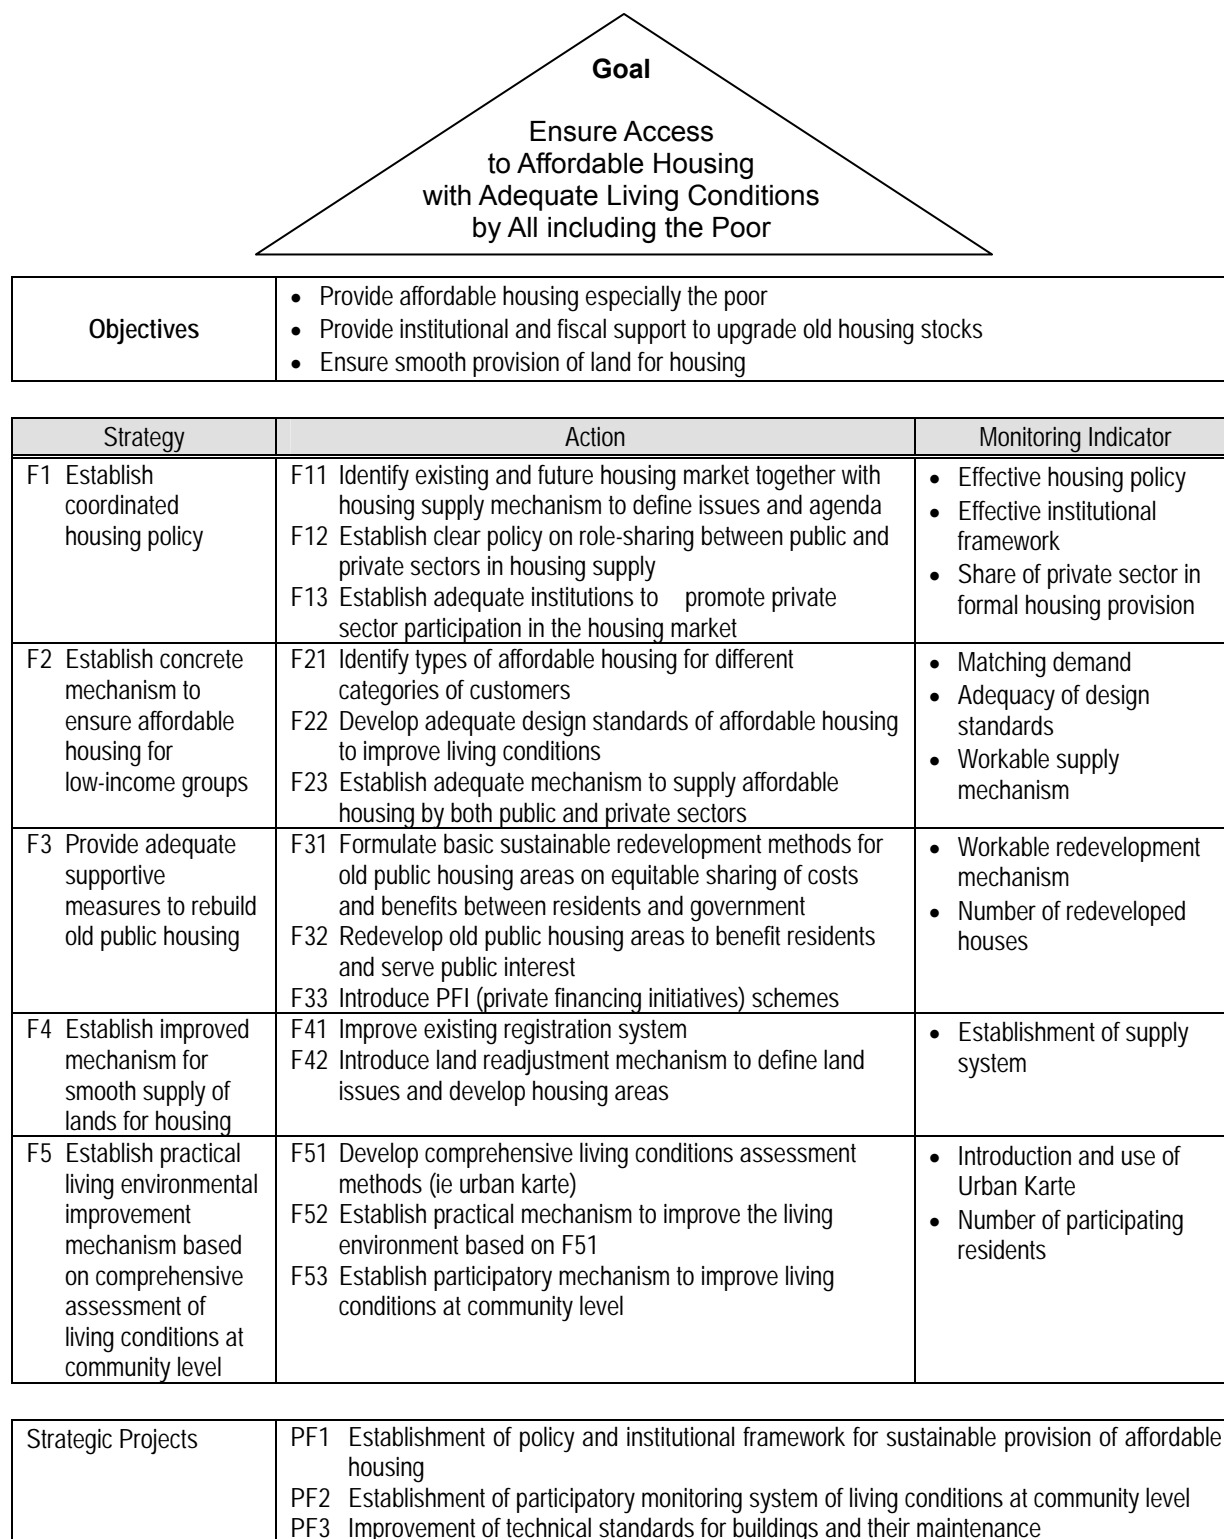 Goal
Ensure Access
to Affordable Housing
with Adequate Living Conditions
by All including the Poor
Objectives
• Provide affordable housing especially the poor
• Provide institutional and fiscal support to upgrade old housing stocks
• Ensure smooth provision of land for housing
Strategy
Action
Monitoring Indicator
F1 Establish
coordinated
housing policy
F11 Identify existing and future housing market together with
housing supply mechanism to define issues and agenda
F12 Establish clear policy on role-sharing between public and
private sectors in housing supply
F13 Establish adequate institutions to promote private
sector participation in the housing market
• Effective housing policy
• Effective institutional
framework
• Share of private sector in
formal housing provision
F2 Establish concrete
mechanism to
ensure affordable
housing for
low-income groups
F21 Identify types of affordable housing for different
categories of customers
F22 Develop adequate design standards of affordable housing
to improve living conditions
F23 Establish adequate mechanism to supply affordable
housing by both public and private sectors
• Matching demand
• Adequacy of design
standards
• Workable supply
mechanism
F3 Provide adequate
supportive
measures to rebuild
old public housing
F31 Formulate basic sustainable redevelopment methods for
old public housing areas on equitable sharing of costs
and benefits between residents and government
F32 Redevelop old public housing areas to benefit residents
and serve public interest
F33 Introduce PFI (private financing initiatives) schemes
• Workable redevelopment
mechanism
• Number of redeveloped
houses
F4 Establish improved
mechanism for
smooth supply of
lands for housing
F41 Improve existing registration system
F42 Introduce land readjustment mechanism to define land
issues and develop housing areas
• Establishment of supply
system
F5 Establish practical
living environmental
improvement
mechanism based
on comprehensive
assessment of
living conditions at
community level
F51 Develop comprehensive living conditions assessment
methods (ie urban karte)
F52 Establish practical mechanism to improve the living
environment based on F51
F53 Establish participatory mechanism to improve living
conditions at community level
• Introduction and use of
Urban Karte
• Number of participating
residents
Strategic Projects
PF1 Establishment of policy and institutional framework for sustainable provision of affordable
housing
PF2 Establishment of participatory monitoring system of living conditions at community level
PF3 Improvement of technical standards for buildings and their maintenance